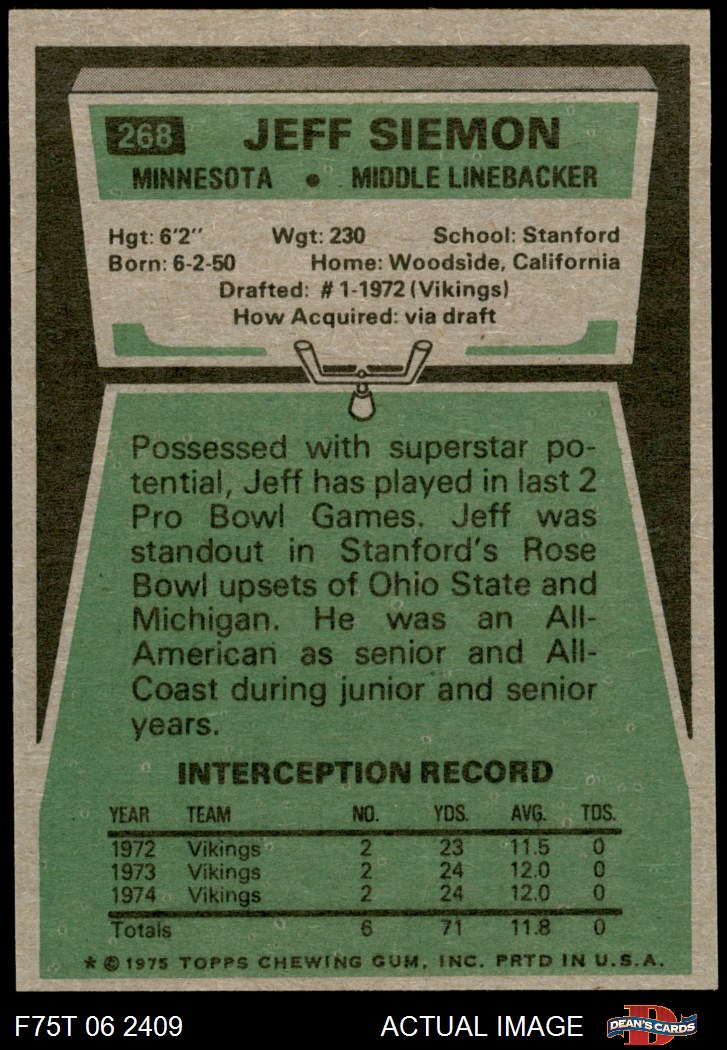 268 JEFF SIEMON
MINNESOTA • MIDDLE LINEBACKER
Hgt: 6'2" Wgt: 230 School: Stanford
Born: 6-2-50 Home: Woodside, California
Drafted: # 1-1972 (Vikings)
How Acquired: via draft
Possessed with superstar po-
tential, Jeff has played in last 2
Pro Bowl Games. Jeff was
standout in Stanford's Rose
Bowl upsets of Ohio State and
Michigan. He was an All-
American as senior and All-
Coast during junior and senior
years.
INTERCEPTION RECORD
YEAR TEAM NO. YDS. AVG. TDS.
1972 Vikings 2 23 11.5 0
1973 Vikings 2 24 12.0 0
1974 Vikings 2 24 12.0 0
Totals 6 71 11.8 0
* © 1975 TOPPS CHEWING GUM, INC. PRTD IN U.S.A.
F75T 06 2409 ACTUAL IMAGE D DEAN'S CARDS